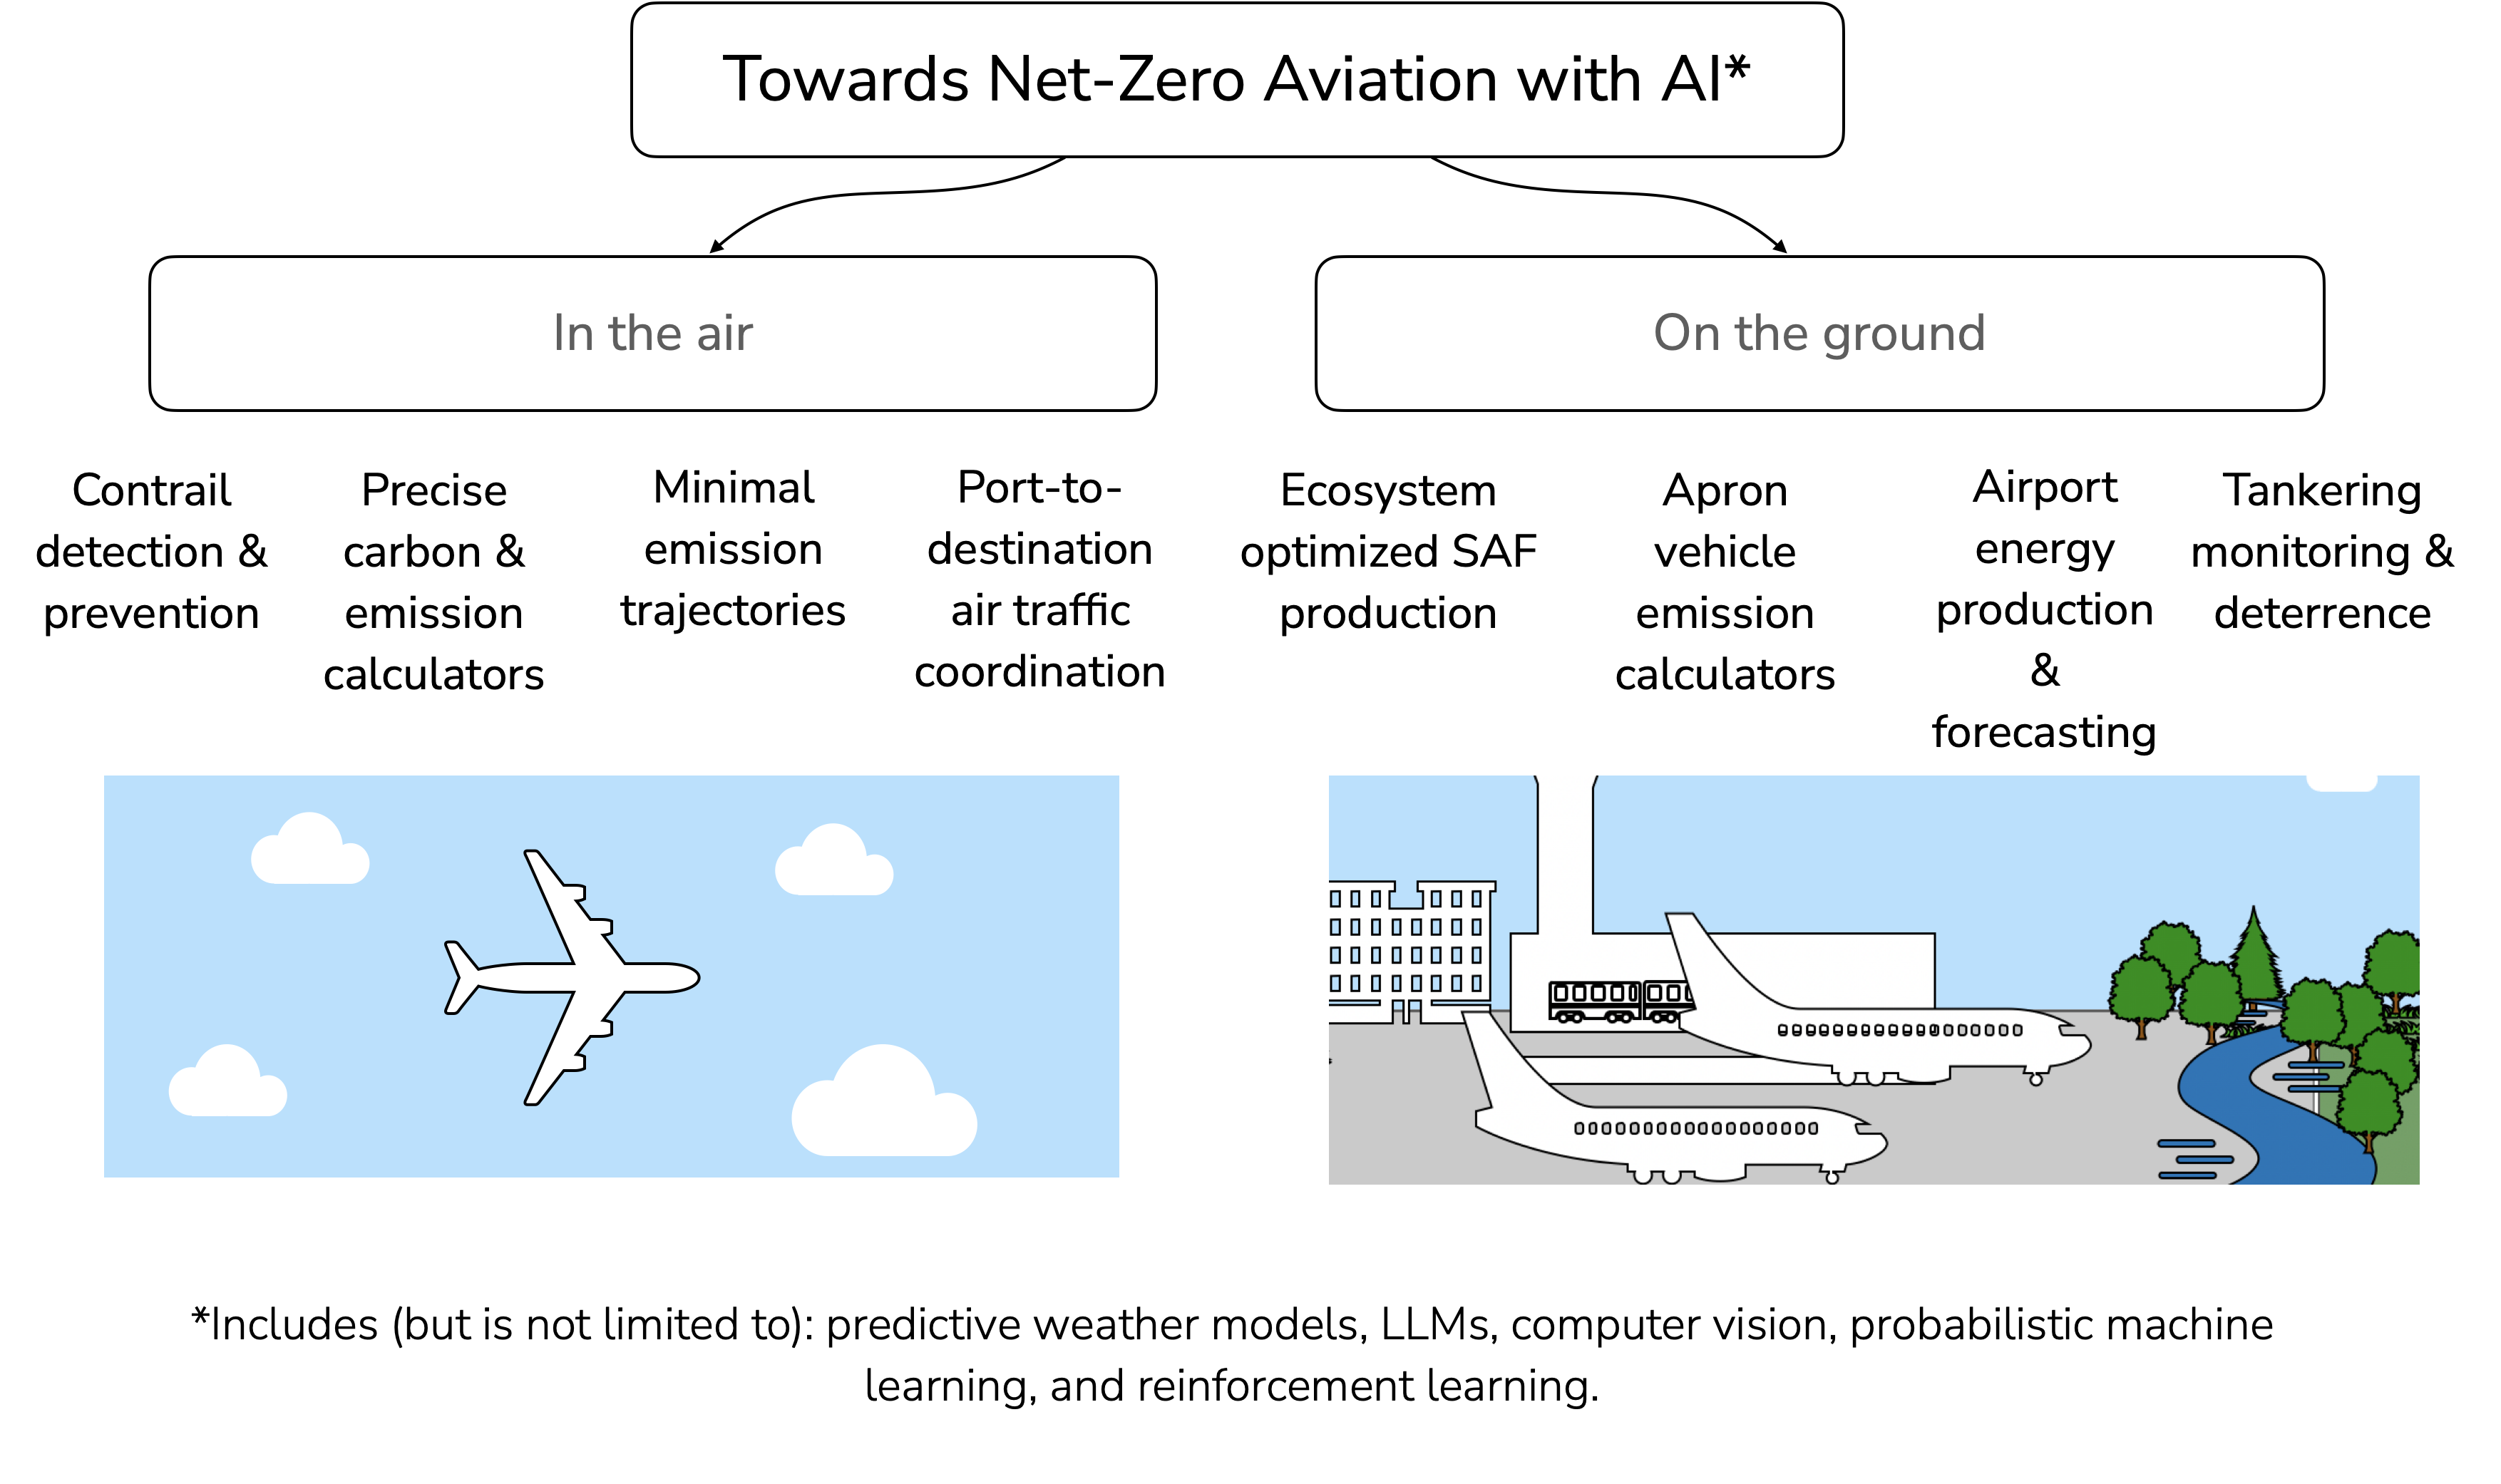 Towards Net-Zero Aviation with AI*
In the air
On the ground
Contrail
detection &
prevention
Precise
carbon &
emission
calculators
Minimal
emission
trajectories
Port-to-
destination
air traffic
coordination
Ecosystem
optimized SAF
production
Apron
vehicle
emission
calculators
Airport
energy
production
&
forecasting
Tankering
monitoring &
deterrence
*Includes (but is not limited to): predictive weather models, LLMs, computer vision, probabilistic machine
learning, and reinforcement learning.